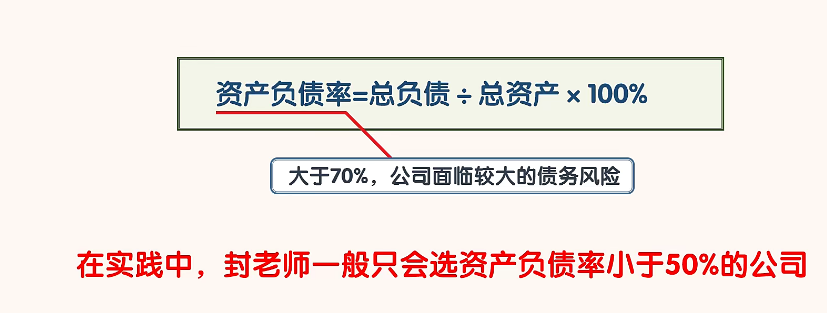 资产负债率=总负债÷总资产×100%
大于70%，公司面临较大的债务风险
在实践中，封老师一般只会选资产负债率小于50%的公司